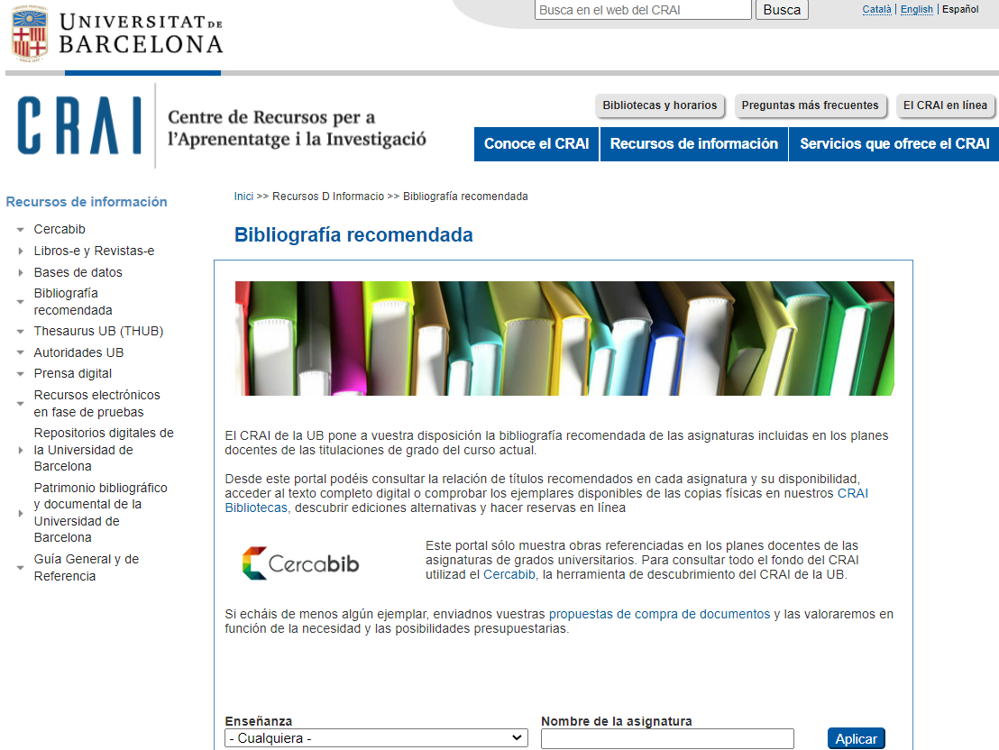 UNIVERSITAT DE
BARCELONA
Busca en el web del CRAI
Busca
Català | English | Español
CRAI
Centre de Recursos per a
l'Aprenentatge i la Investigació
Bibliotecas y horarios
Preguntas más frecuentes
El CRAI en línea
Conoce el CRAI
Recursos de información
Servicios que ofrece el CRAI
Recursos de información
Cercabib
Libros-e y Revistas-e
Bases de datos
Bibliografía
recomendada
Thesaurus UB (THUB)
Autoridades UB
Prensa digital
Recursos electrónicos
en fase de pruebas
Repositorios digitales de
la Universidad de
Barcelona
Patrimonio bibliográfico
y documental de la
Universidad de
Barcelona
Guía General y de
Referencia
Inici >> Recursos D Informacio >> Bibliografía recomendada
Bibliografía recomendada
El CRAI de la UB pone a vuestra disposición la bibliografía recomendada de las asignaturas incluidas en los planes
docentes de las titulaciones de grado del curso actual.
Desde este portal podéis consultar la relación de títulos recomendados en cada asignatura y su disponibilidad,
acceder al texto completo digital o comprobar los ejemplares disponibles de las copias físicas en nuestros CRAI
Bibliotecas, descubrir ediciones alternativas y hacer reservas en línea
Cercabib
Este portal sólo muestra obras referenciadas en los planes docentes de las
asignaturas de grados universitarios. Para consultar todo el fondo del CRAI
utilizad el Cercabib, la herramienta de descubrimiento del CRAI de la UB.
Si echáis de menos algún ejemplar, enviadnos vuestras propuestas de compra de documentos y las valoraremos en
función de la necesidad y las posibilidades presupuestarias.
Enseñanza
- Cualquiera -
Nombre de la asignatura
Aplicar